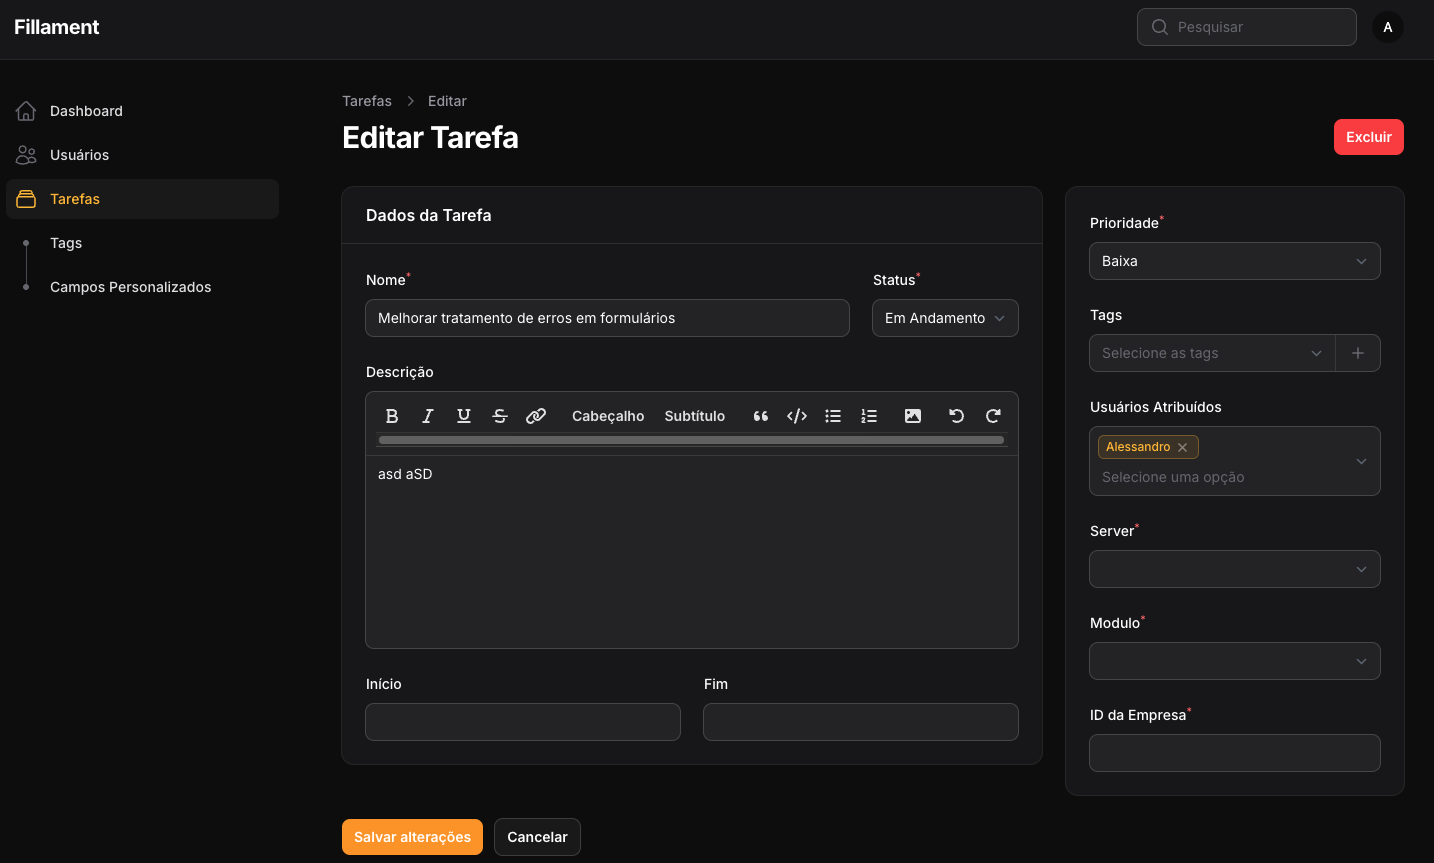 Fillament
Pesquisar
A
Dashboard
Usuários
Tarefas
Tags
Campos Personalizados
Tarefas > Editar
Editar Tarefa
Excluir
Dados da Tarefa
Nome*
Melhorar tratamento de erros em formulários
Status*
Em Andamento
Descrição
Cabeçalho Subtítulo
asd aSD
Início
Fim
Prioridade*
Baixa
Tags
Selecione as tags
Usuários Atribuídos
Alessandro
Selecione uma opção
Server*
Modulo*
ID da Empresa*
Salvar alterações
Cancelar